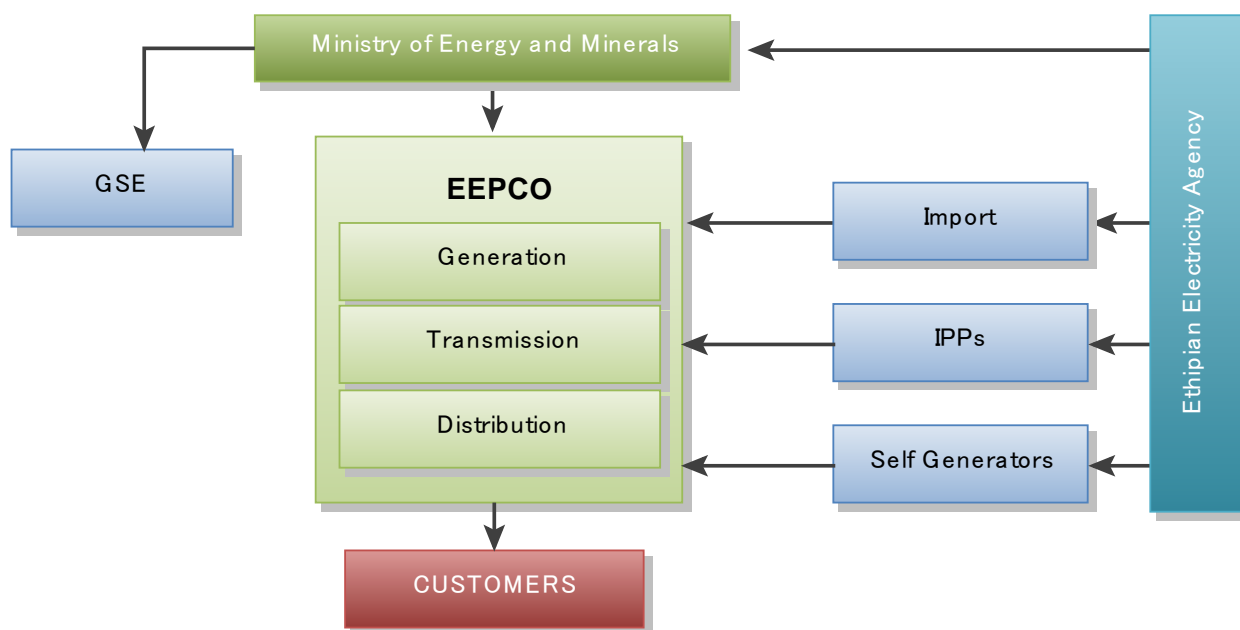 Ministry of Energy and Minerals
GSE
EEPCO
Generation
Transmission
Distribution
Import
IPPs
Self Generators
Ethipian Electricity Agency
CUSTOMERS